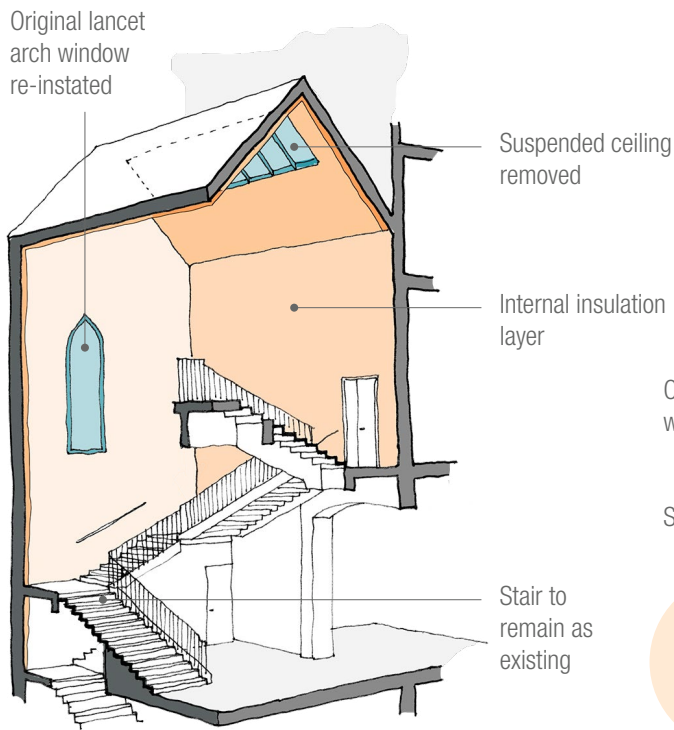 Original lancet
arch window
re-instated
Suspended ceiling
removed
Internal insulation
layer
Stair to
remain as
existing